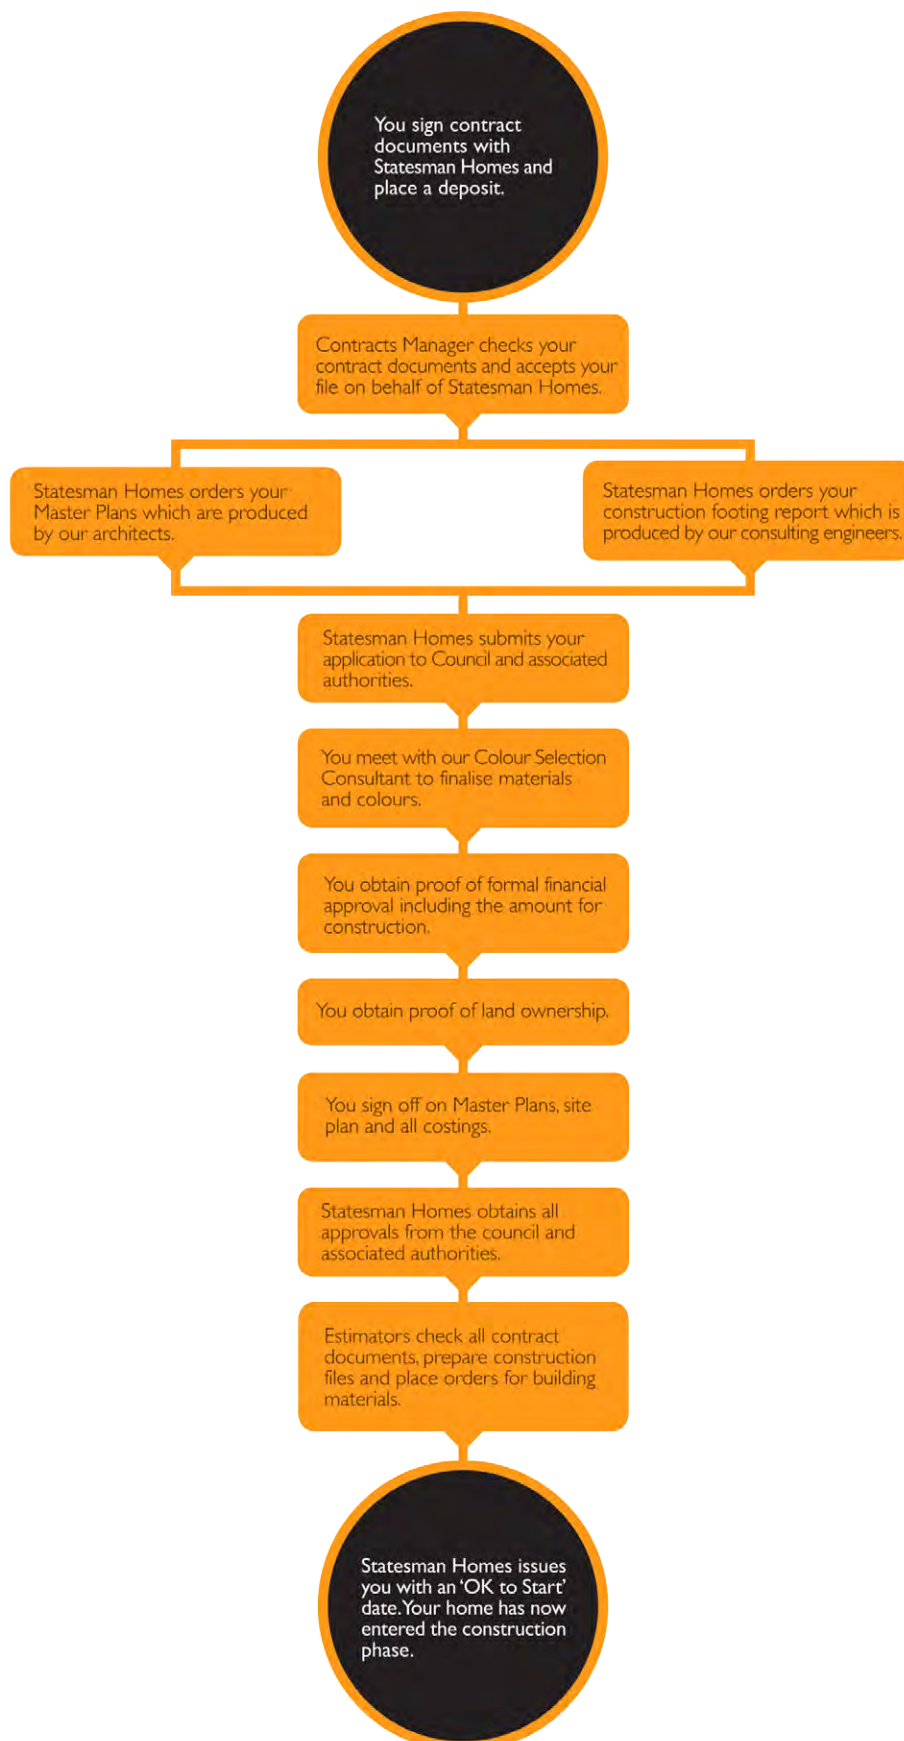 You sign contract
documents with
Statesman Homes and
place a deposit.
Contracts Manager checks your
contract documents and accepts your
file on behalf of Statesman Homes.
Statesman Homes orders your
Master Plans which are produced
by our architects.
Statesman Homes orders your
construction footing report which is
produced by our consulting engineers.
Statesman Homes submits your
application to Council and associated
authorities.
You meet with our Colour Selection
Consultant to finalise materials
and colours.
You obtain proof of formal financial
approval including the amount for
construction.
You obtain proof of land ownership.
You sign off on Master Plans, site
plan and all costings.
Statesman Homes obtains all
approvals from the council and
associated authorities.
Estimators check all contract
documents, prepare construction
files and place orders for building
materials.
Statesman Homes issues
you with an ‘OK to Start’
date. Your home has now
entered the construction
phase.